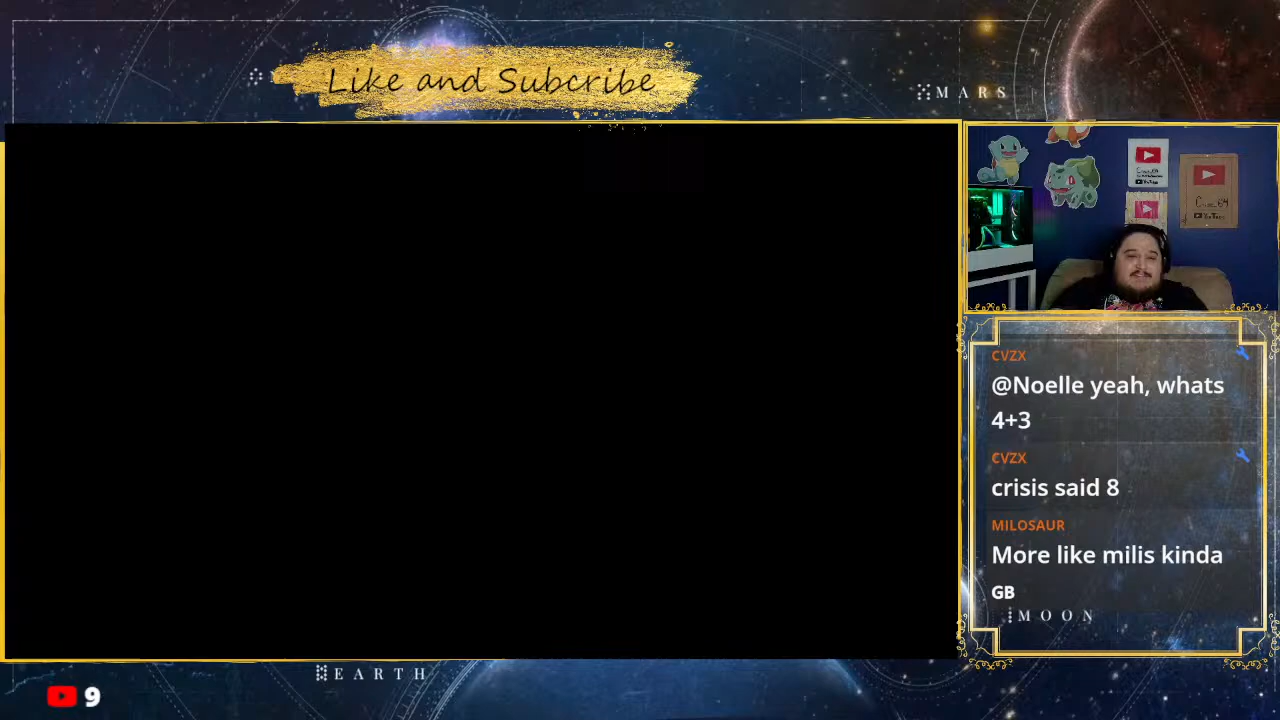 Like and Subcribe
MARS
CVZX
@Noelle yeah, whats
4+3
CVZX
crisis said 8
MILOSAUR
More like milis kinda
GB
MOON
EARTH
9